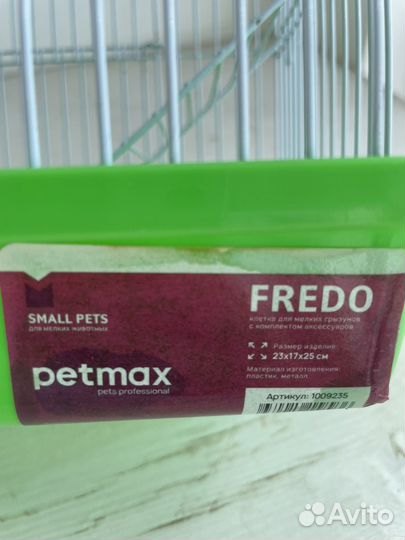 SMALL PETS
для мелких животных
petmax
pets professional
FREDO
клетка для мелких грызунов
с комплектом аксессуаров
Размер изделия:
23x17x25 см
Материал изготовления:
пластик, металл
Артикул: 1009235
Avito